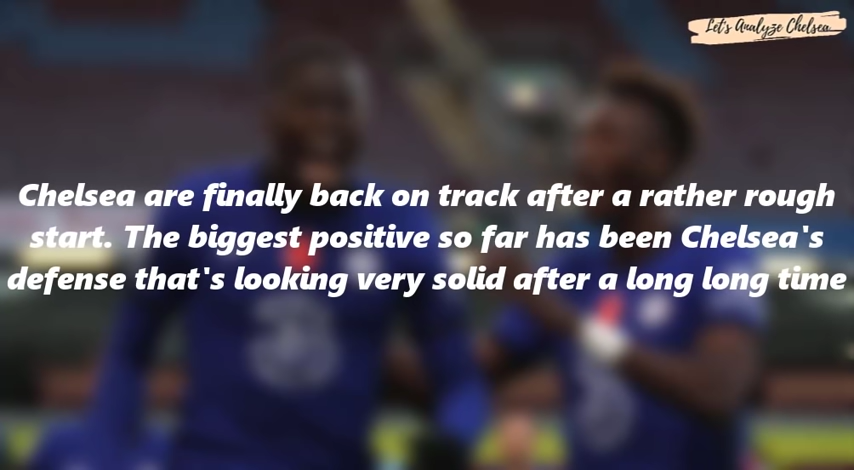 Let's Analyze Chelsea
Chelsea are finally back on track after a rather rough
start. The biggest positive so far has been Chelsea's
defense that's looking very solid after a long long time